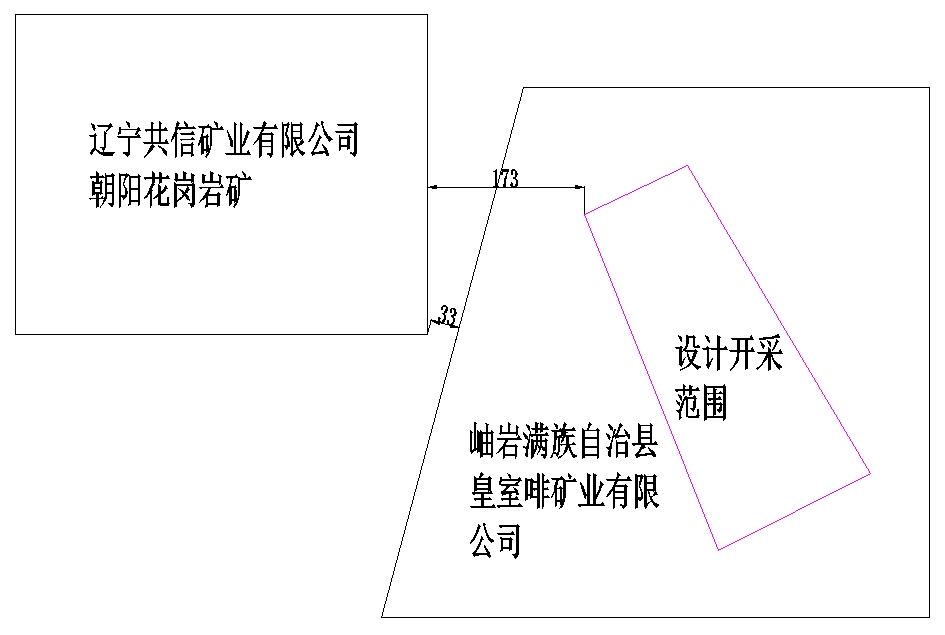 辽宁共信矿业有限公司
朝阳花岗岩矿
173
33
设计开采
范围
岫岩满族自治县
皇室啡矿业有限
公司